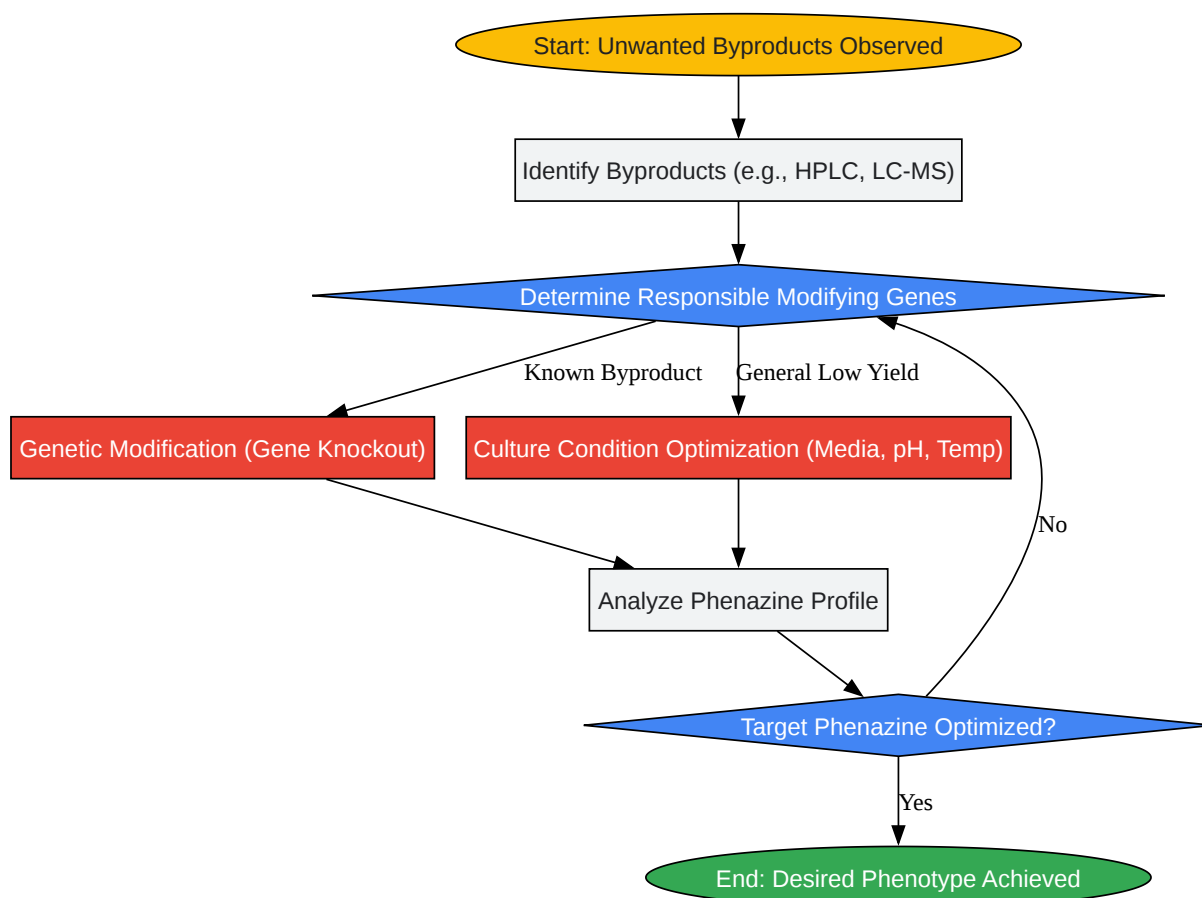 Start: Unwanted Byproducts Observed
Identify Byproducts (e.g., HPLC, LC-MS)
Determine Responsible Modifying Genes
Known Byproduct
General Low Yield
Genetic Modification (Gene Knockout)
Culture Condition Optimization (Media, pH, Temp)
No
Analyze Phenazine Profile
Target Phenazine Optimized?
Yes
End: Desired Phenotype Achieved